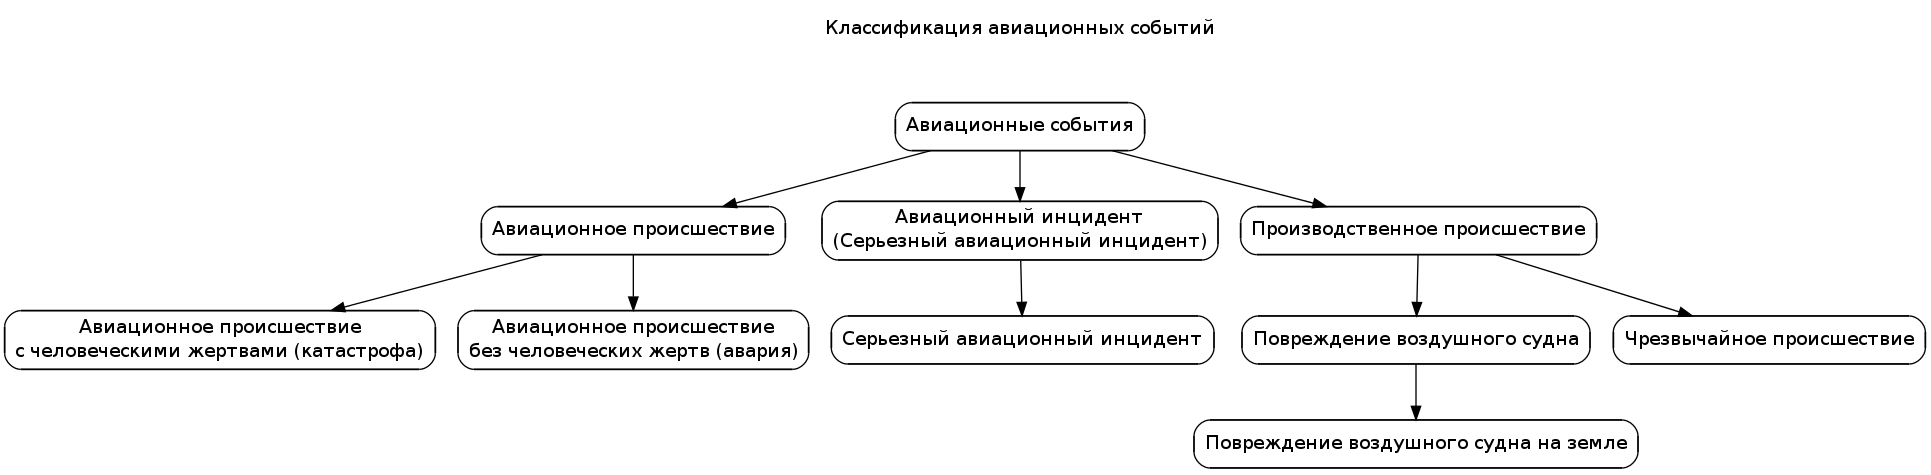 Классификация авиационных событий
Авиационные события
Авиационное происшествие
Авиационный инцидент
(Серьезный авиационный инцидент)
Производственное происшествие
Авиационное происшествие
с человеческими жертвами (катастрофа)
Авиационное происшествие
без человеческих жертв (авария)
Серьезный авиационный инцидент
Повреждение воздушного судна
Чрезвычайное происшествие
Повреждение воздушного судна на земле